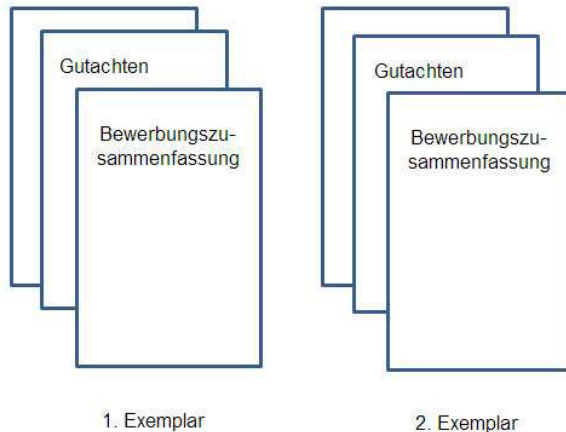 Gutachten
Bewerbungszu-
sammenfassung
1. Exemplar
Gutachten
Bewerbungszu-
sammenfassung
2. Exemplar